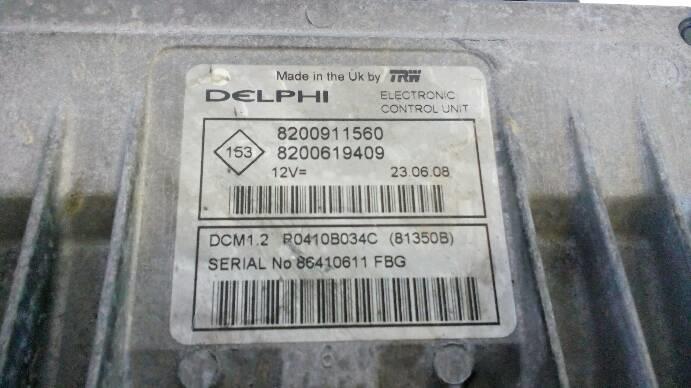 Made in the Uk by TRW
DELPHI ELECTRONIC
CONTROL UNIT
8200911560
153 8200619409
12V= 23.06.08
DCM1.2 R0410B034C (81350B)
SERIAL No 86410611 FBG